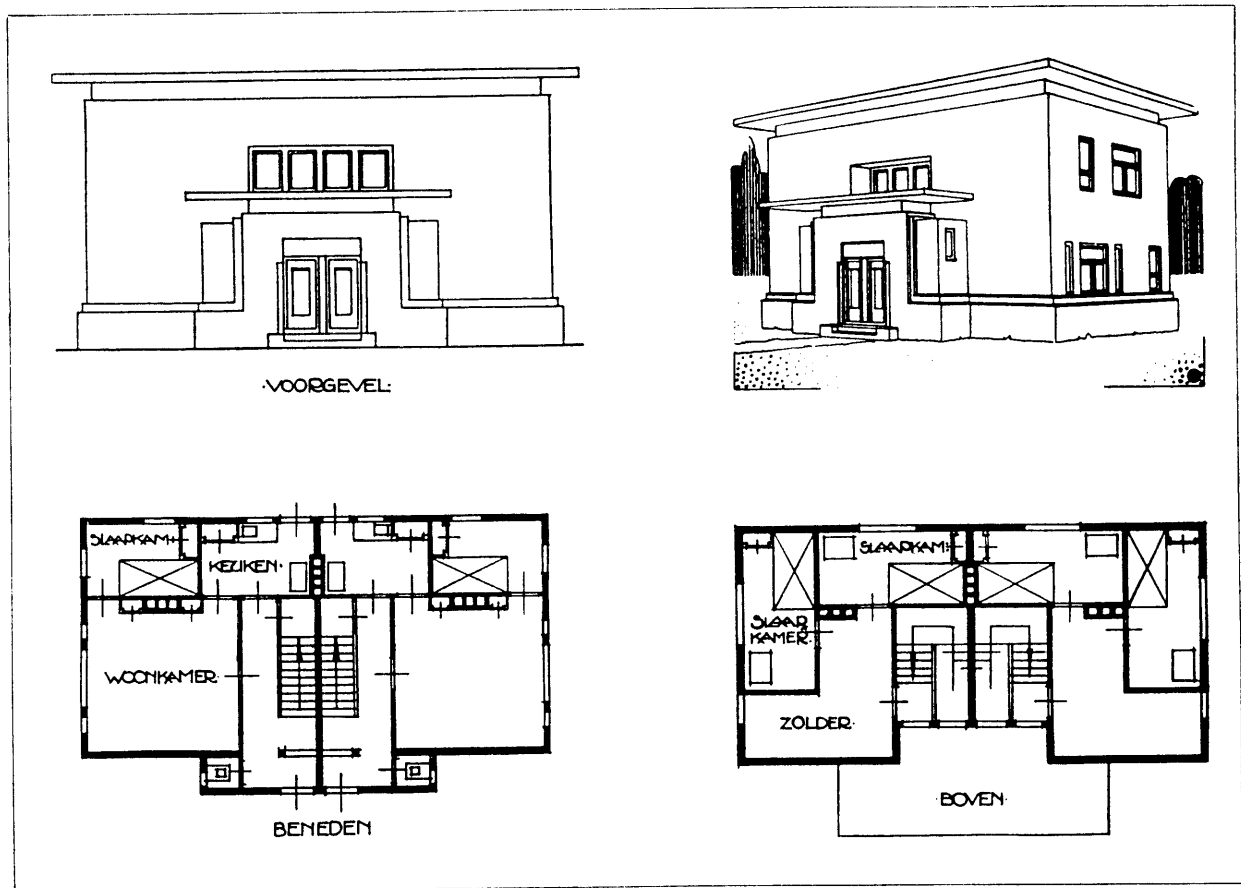 ·VOORGEVEL·
SLAAPKAM·
KEUKEN·
WOONKAMER·
BENEDEN
SLAAPKAM·
SLAAP
KAMER·
ZOLDER·
·BOVEN·